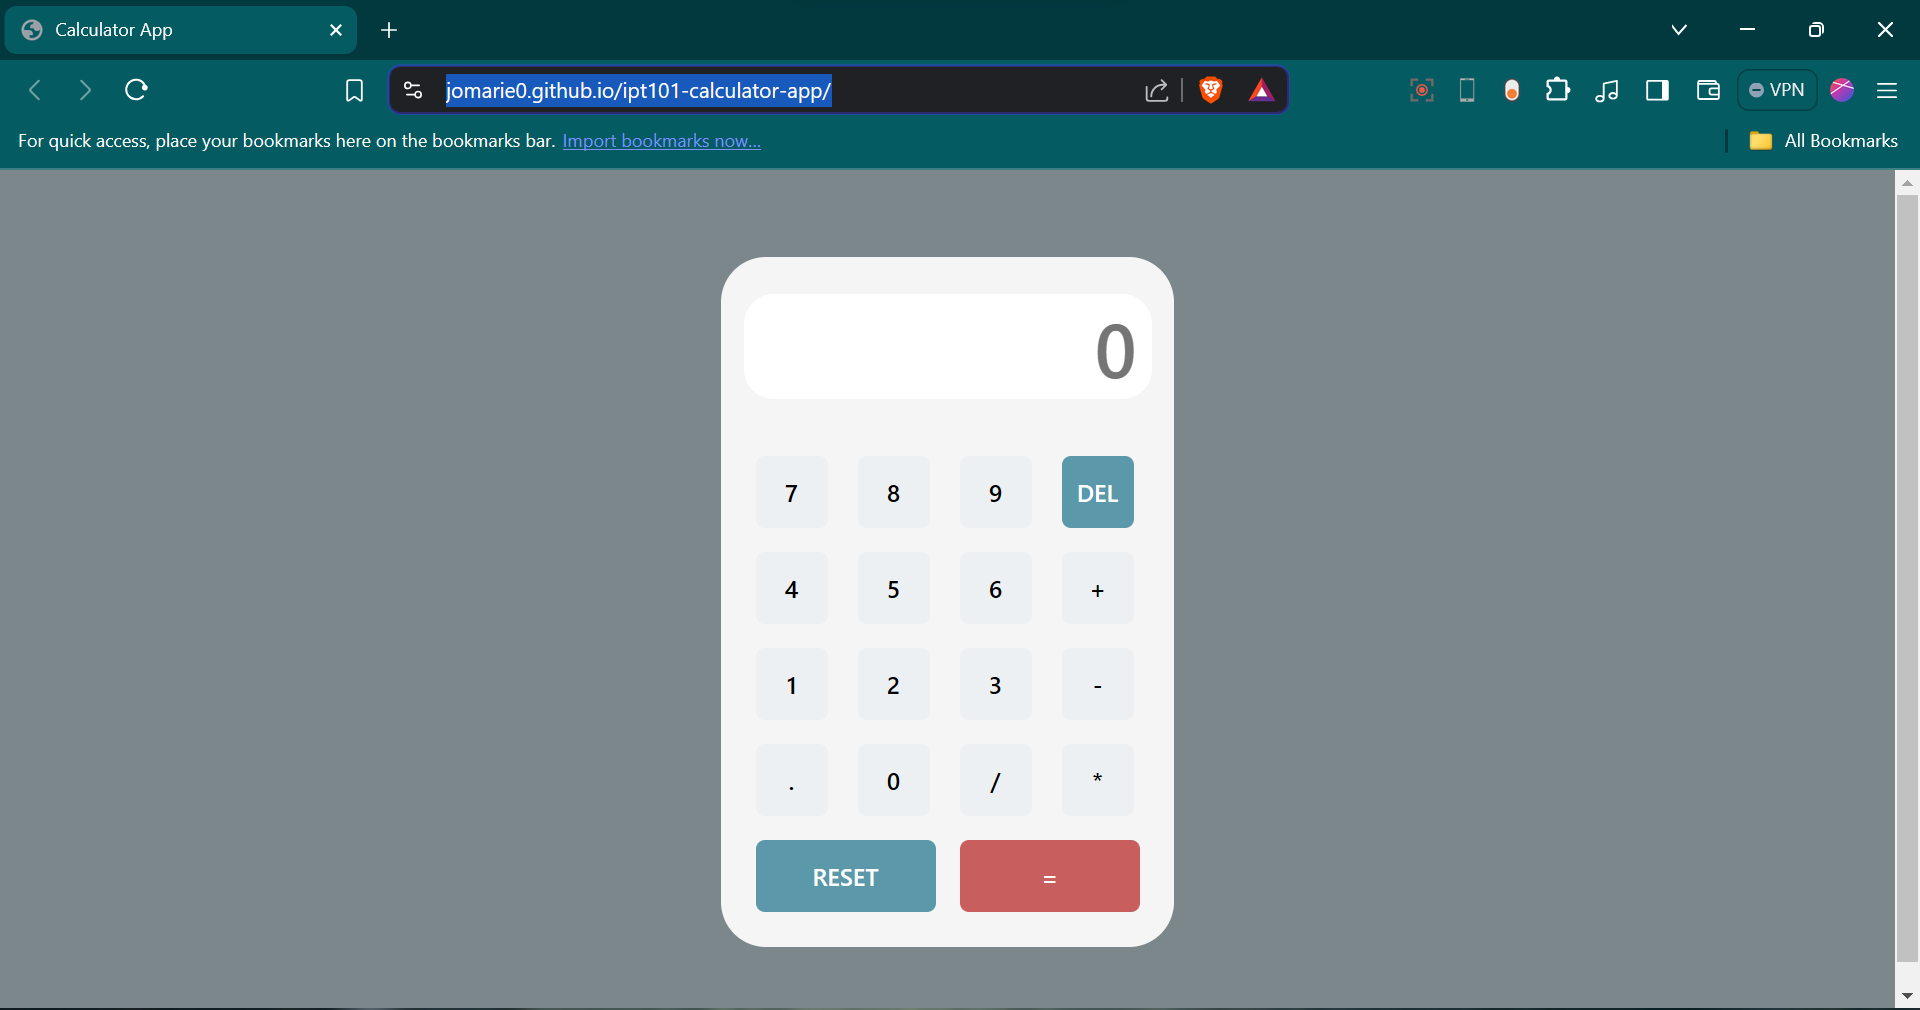 Calculator App
jomarie0.github.io/ipt101-calculator-app/
VPN
For quick access, place your bookmarks here on the bookmarks bar. Import bookmarks now...
All Bookmarks
0
7 8 9 DEL
4 5 6 +
1 2 3 -
. 0 / *
RESET =